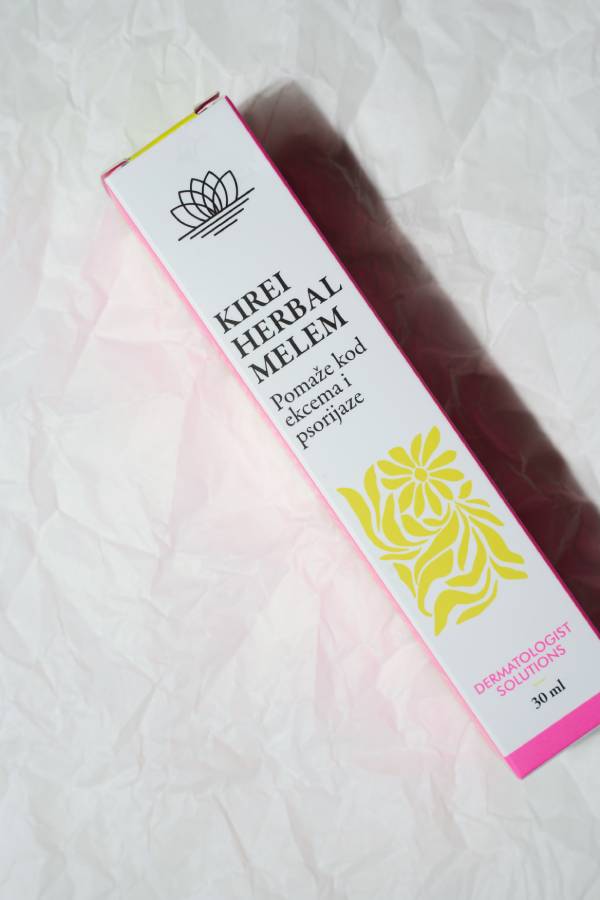 KIREI
HERBAL
MELEM
Pomaže kod
ekcema i
psorijaze
DERMATOLOGIST
SOLUTIONS
30 ml